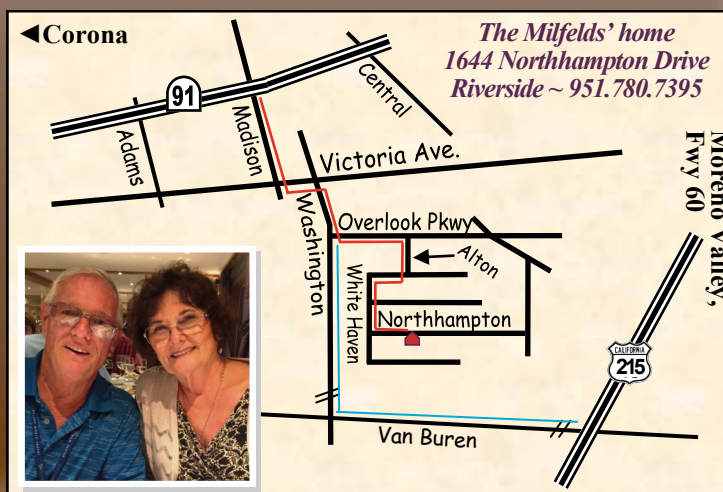 ◄Corona
The Milfelds’ home
1644 Northhampton Drive
Riverside ~ 951.780.7395
91
Central
Adams
Madison
Victoria Ave.
Moreno Valley,
Fwy 60
Washington
Overlook Pkwy
Alton
White Haven
Northhampton
CALIFORNIA
215
Van Buren